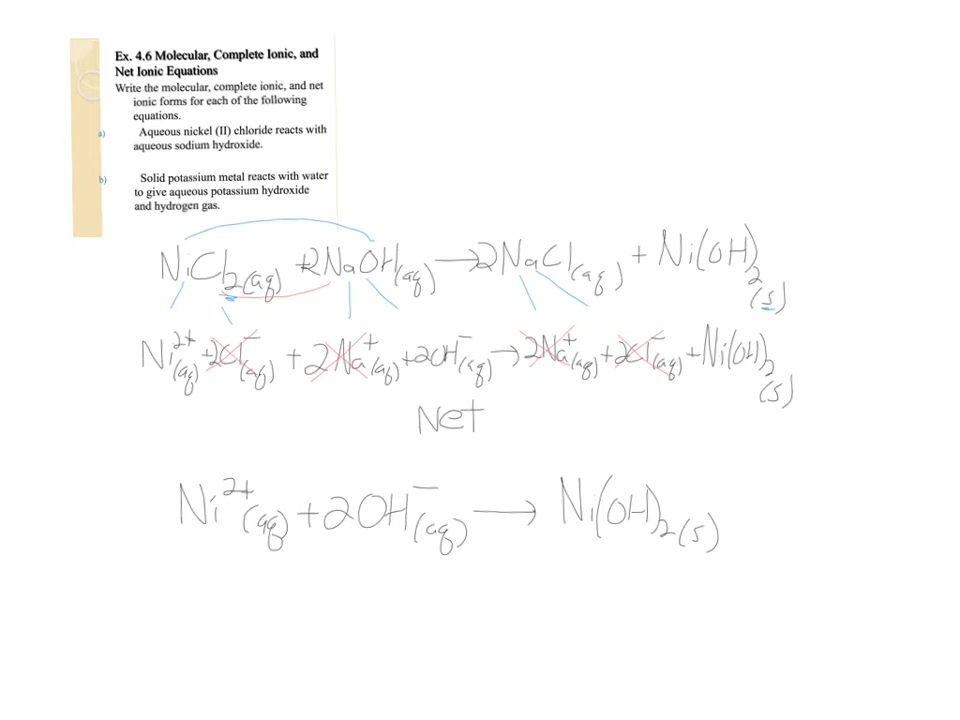 Ex. 4.6 Molecular, Complete Ionic, and
Net Ionic Equations
Write the molecular, complete ionic, and net
ionic forms for each of the following
equations.
a) Aqueous nickel (II) chloride reacts with
aqueous sodium hydroxide.
b) Solid potassium metal reacts with water
to give aqueous potassium hydroxide
and hydrogen gas.
NiCl₂(aq) + 2NaOH(aq) → 2NaCl(aq) + Ni(OH)₂(s)
Ni²⁺(aq) + 2Cl⁻(aq) + 2Na⁺(aq) + 2OH⁻(aq) → 2Na⁺(aq) + 2Cl⁻(aq) + Ni(OH)₂(s)
Net
Ni²⁺(aq) + 2OH⁻(aq) → Ni(OH)₂(s)